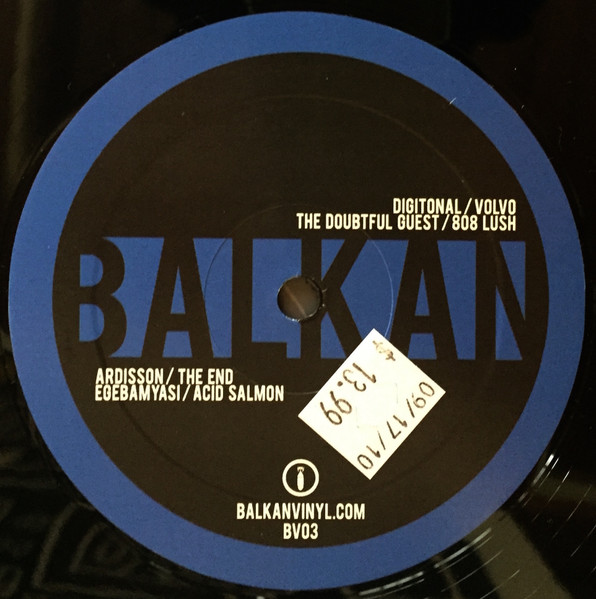 DIGITONAL/VOLVO
THE DOUBTFUL GUEST/808 LUSH
BALKAN
ARDISSON/THE END
EGEBAMYASI/ACID SALMON
$ 13.99
09/17/10
BALKANVINYL.COM
BV03